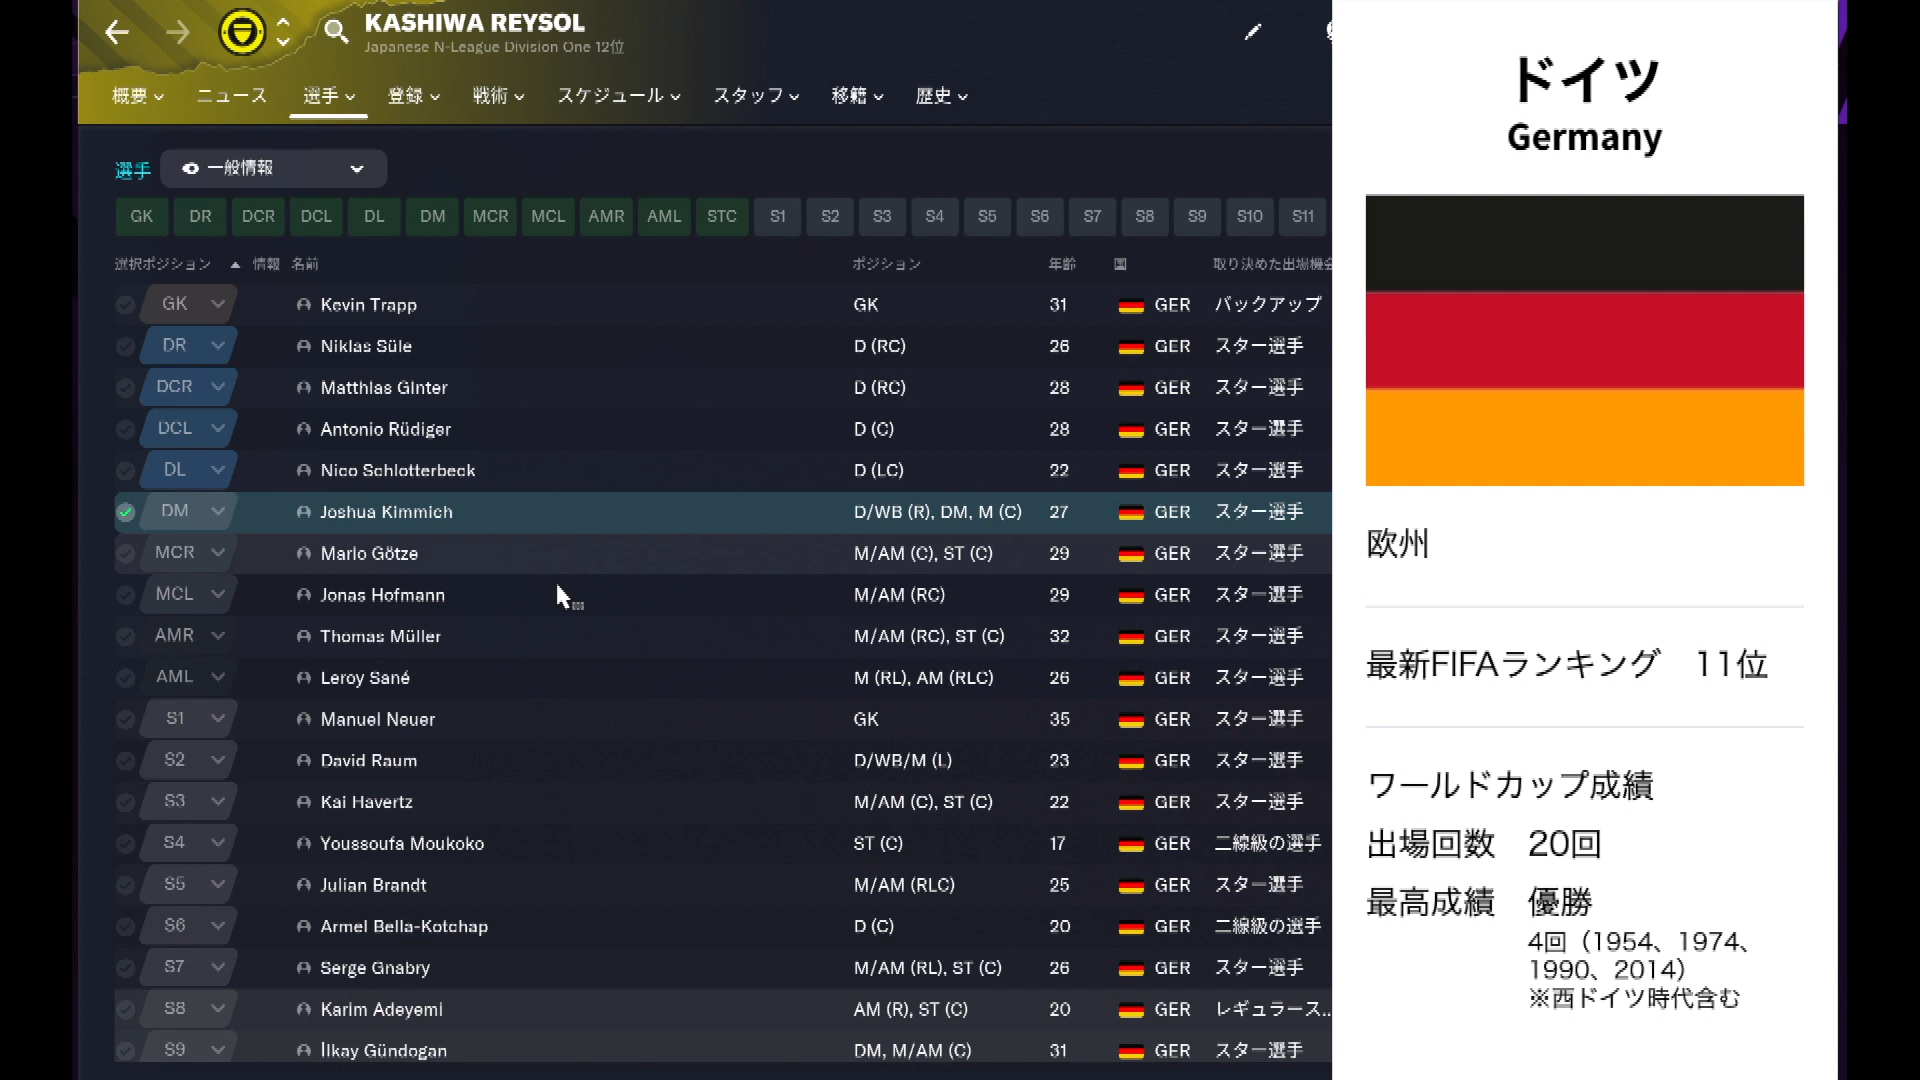 KASHIWA REYSOL
Japanese N-League Division One 12位
概要 ニュース 選手 登録 戦術 スケジュール スタッフ 移籍 歴史
選手 一般情報
GK DR DCR DCL DL DM MCR MCL AMR AML STC S1 S2 S3 S4 S5 S6 S7 S8 S9 S10 S11
選択ポジション 情報 名前 ポジション 年齢 国 取り決めた出場機会
GK Kevin Trapp GK 31 GER バックアップ
DR Niklas Süle D (RC) 26 GER スター選手
DCR Matthias Ginter D (RC) 28 GER スター選手
DCL Antonio Rüdiger D (C) 28 GER スター選手
DL Nico Schlotterbeck D (LC) 22 GER スター選手
DM Joshua Kimmich D/WB (R), DM, M (C) 27 GER スター選手
MCR Mario Götze M/AM (C), ST (C) 29 GER スター選手
MCL Jonas Hofmann M/AM (RC) 29 GER スター選手
AMR Thomas Müller M/AM (RC), ST (C) 32 GER スター選手
AML Leroy Sané M (RL), AM (RLC) 26 GER スター選手
S1 Manuel Neuer GK 35 GER スター選手
S2 David Raum D/WB/M (L) 23 GER スター選手
S3 Kai Havertz M/AM (C), ST (C) 22 GER スター選手
S4 Youssoufa Moukoko ST (C) 17 GER 二線級の選手
S5 Julian Brandt M/AM (RLC) 25 GER スター選手
S6 Armel Bella-Kotchap D (C) 20 GER 二線級の選手
S7 Serge Gnabry M/AM (RL), ST (C) 26 GER スター選手
S8 Karim Adeyemi AM (R), ST (C) 20 GER レギュラース...
S9 İlkay Gündogan DM, M/AM (C) 31 GER スター選手
ドイツ
Germany
欧州
最新FIFAランキング 11位
ワールドカップ成績
出場回数 20回
最高成績 優勝
4回（1954、1974、
1990、2014）
※西ドイツ時代含む